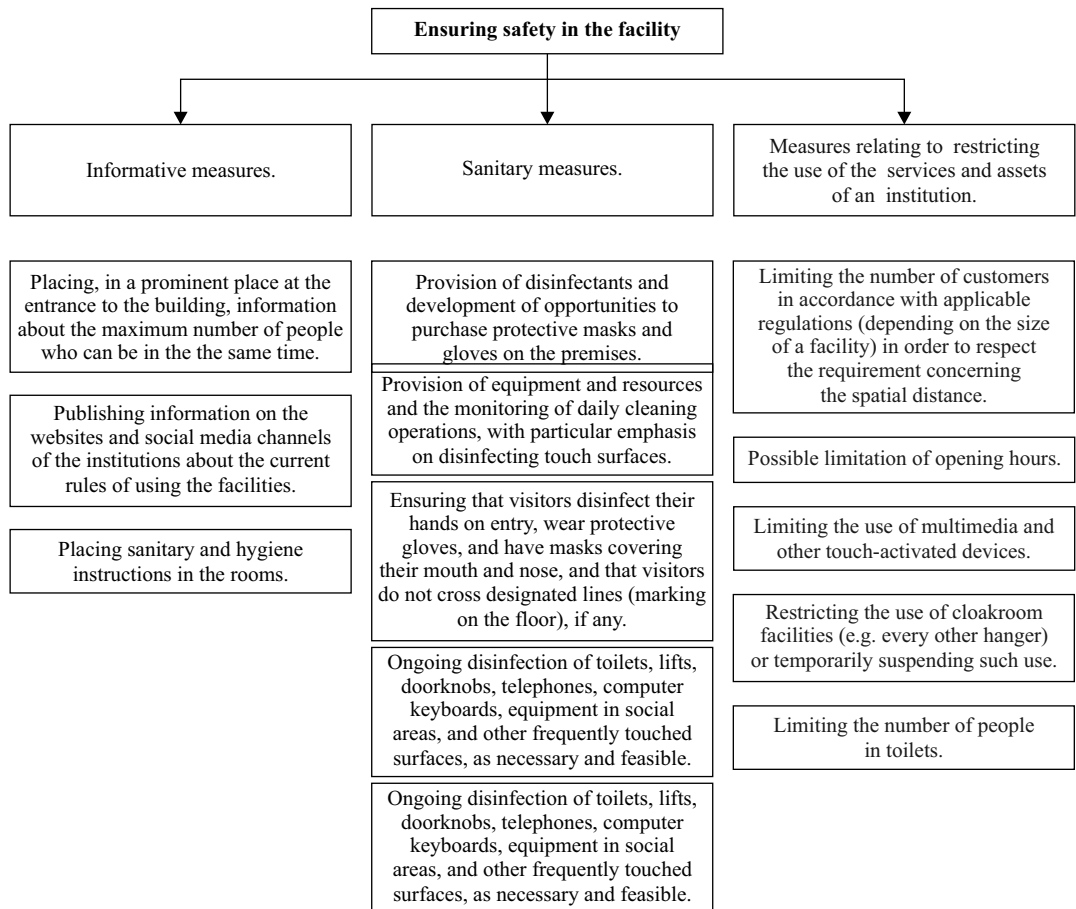 Ensuring safety in the facility
Informative measures.
Sanitary measures.
Measures relating to restricting
the use of the services and assets
of an institution.
Placing, in a prominent place at the
entrance to the building, information
about the maximum number of people
who can be in the the same time.
Publishing information on the
websites and social media channels
of the institutions about the current
rules of using the facilities.
Placing sanitary and hygiene
instructions in the rooms.
Provision of disinfectants and
development of opportunities to
purchase protective masks and
gloves on the premises.
Provision of equipment and resources
and the monitoring of daily cleaning
operations, with particular emphasis
on disinfecting touch surfaces.
Ensuring that visitors disinfect their
hands on entry, wear protective
gloves, and have masks covering
their mouth and nose, and that visitors
do not cross designated lines (marking
on the floor), if any.
Ongoing disinfection of toilets, lifts,
doorknobs, telephones, computer
keyboards, equipment in social
areas, and other frequently touched
surfaces, as necessary and feasible.
Ongoing disinfection of toilets, lifts,
doorknobs, telephones, computer
keyboards, equipment in social
areas, and other frequently touched
surfaces, as necessary and feasible.
Limiting the number of customers
in accordance with applicable
regulations (depending on the size
of a facility) in order to respect
the requirement concerning
the spatial distance.
Possible limitation of opening hours.
Limiting the use of multimedia and
other touch-activated devices.
Restricting the use of cloakroom
facilities (e.g. every other hanger)
or temporarily suspending such use.
Limiting the number of people
in toilets.